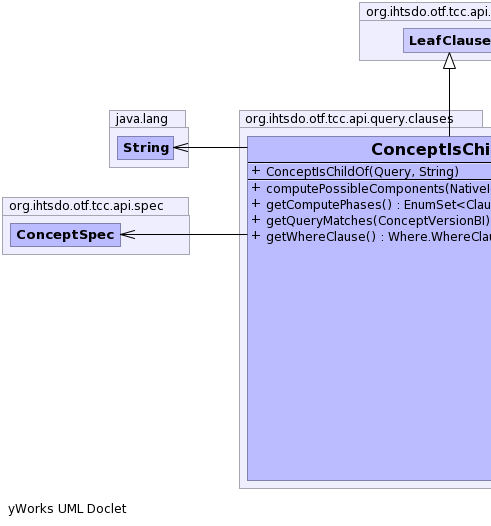 org.ihtsdo.otf.tcc.api.
LeafClause
java.lang
String
org.ihtsdo.otf.tcc.api.query.clauses
ConceptIsChi
+ ConceptIsChildOf(Query, String)
+ computePossibleComponents(NativeI
+ getComputePhases() : EnumSet<Clau
+ getQueryMatches(ConceptVersionBI)
+ getWhereClause() : Where.WhereClau
org.ihtsdo.otf.tcc.api.spec
ConceptSpec
yWorks UML Doclet